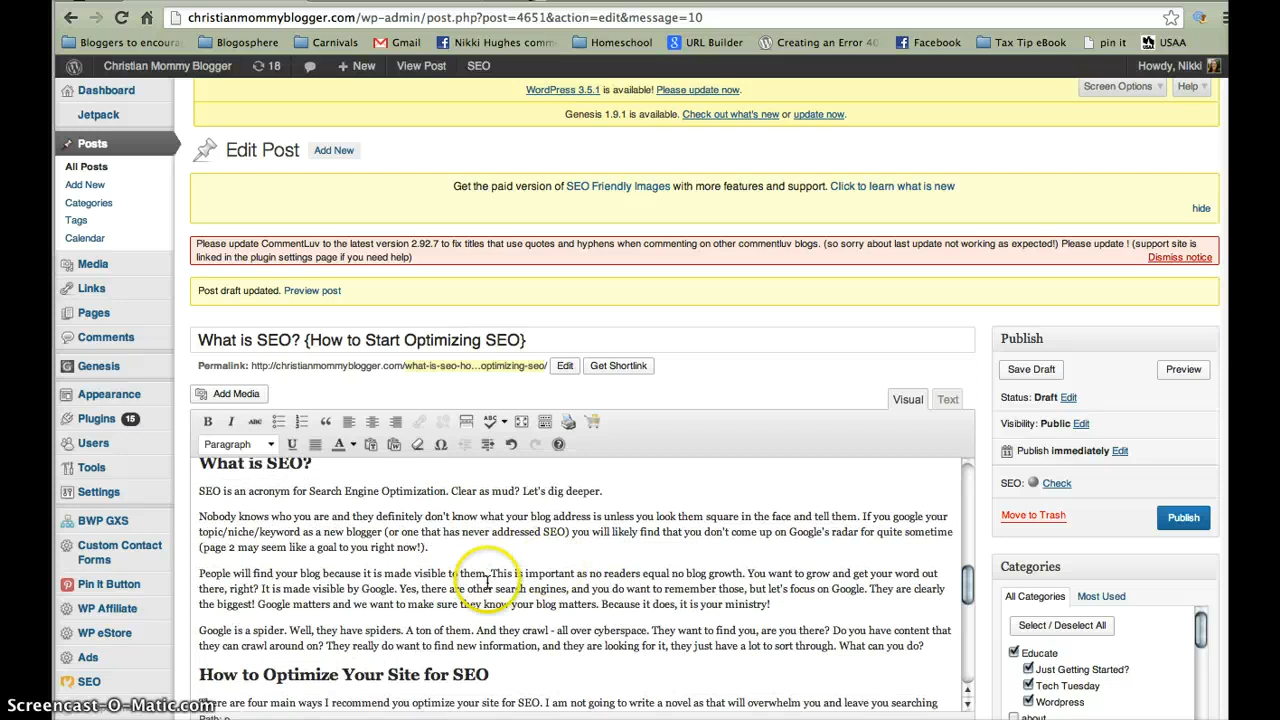 christianmommyblogger.com/wp-admin/post.php?post=4651&action=edit&message=10
Bloggers to encour Blogosphere Carnivals Gmail Nikki Hughes comm Homeschool URL Builder Creating an Error 40 Facebook Tax Tip eBook pin it USAA
Christian Mommy Blogger 18 + New View Post SEO Howdy, Nikki
Dashboard
Jetpack
Posts
All Posts
Add New
Categories
Tags
Calendar
Media
Links
Pages
Comments
Genesis
Appearance
Plugins 15
Users
Tools
Settings
BWP GXS
Custom Contact
Forms
Pin It Button
WP Affiliate
WP eStore
Ads
SEO
WordPress 3.5.1 is available! Please update now.
Screen Options Help
Genesis 1.9.1 is available. Check out what's new or update now.
Edit Post Add New
Get the paid version of SEO Friendly Images with more features and support. Click to learn what is new
hide
Please update CommentLuv to the latest version 2.92.7 to fix titles that use quotes and hyphens when commenting on other commentluv blogs. (so sorry about last update not working as expected!) Please update ! (support site is
linked in the plugin settings page if you need help)
Dismiss notice
Post draft updated. Preview post
What is SEO? {How to Start Optimizing SEO}
Permalink: http://christianmommyblogger.com/what-is-seo-ho...optimizing-seo/ Edit Get Shortlink
Add Media
Visual Text
B I ABC ABC
Paragraph U A
What is SEO?
SEO is an acronym for Search Engine Optimization. Clear as mud? Let's dig deeper.
Nobody knows who you are and they definitely don't know what your blog address is unless you look them square in the face and tell them. If you google your
topic/niche/keyword as a new blogger (or one that has never addressed SEO) you will likely find that you don't come up on Google's radar for quite sometime
(page 2 may seem like a goal to you right now!).
People will find your blog because it is made visible to them. This is important as no readers equal no blog growth. You want to grow and get your word out
there, right? It is made visible by Google. Yes, there are other search engines, and you do want to remember those, but let's focus on Google. They are clearly
the biggest! Google matters and we want to make sure they know your blog matters. Because it does, it is your ministry!
Google is a spider. Well, they have spiders. A ton of them. And they crawl - all over cyberspace. They want to find you, are you there? Do you have content that
they can crawl around on? They really do want to find new information, and they are looking for it, they just have a lot to sort through. What can you do?
How to Optimize Your Site for SEO
There are four main ways I recommend you optimize your site for SEO. I am not going to write a novel as that will overwhelm you and leave you searching
Path: p
Publish
Save Draft Preview
Status: Draft Edit
Visibility: Public Edit
Publish immediately Edit
SEO: Check
Move to Trash Publish
Categories
All Categories Most Used
Select / Deselect All
Educate
Just Getting Started?
Tech Tuesday
Wordpress
about
Screencast-O-Matic.com